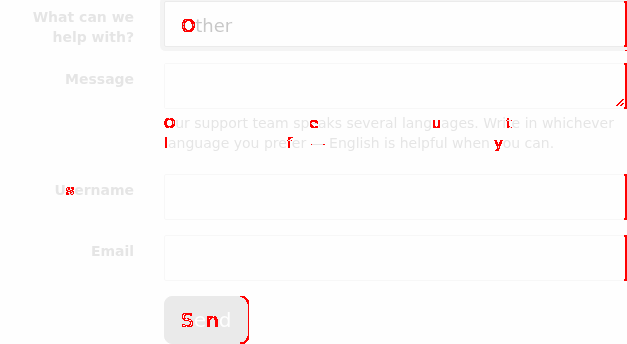 What can we
help with?
Other
Message
Our support team speaks several languages. Write in whichever
language you prefer — English is helpful when you can.
Username
Email
Send